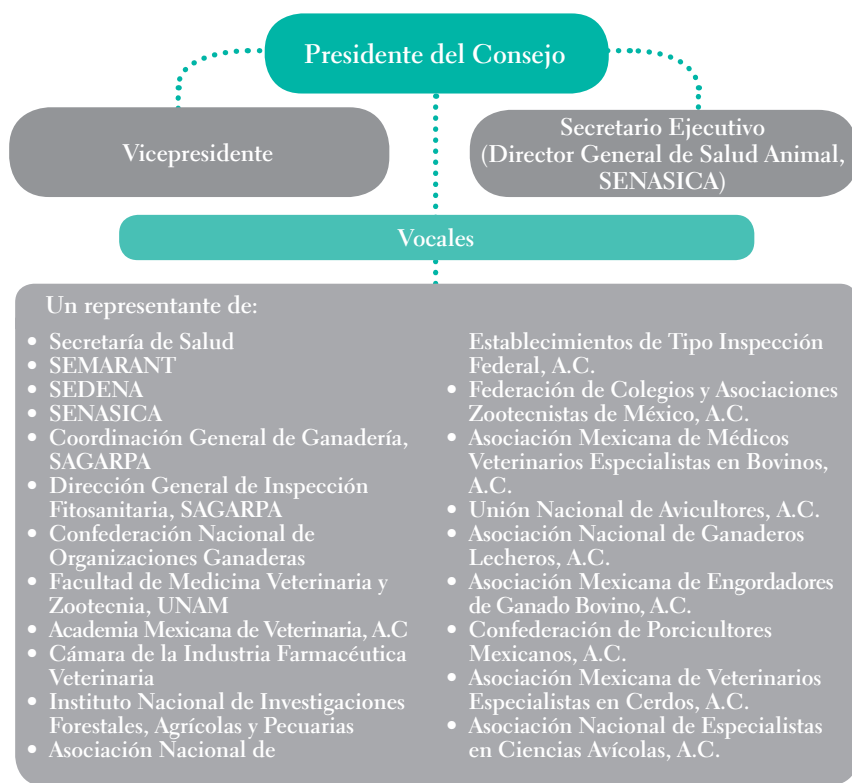 Presidente del Consejo
Vicepresidente
Secretario Ejecutivo
(Director General de Salud Animal,
SENASICA)
Vocales
Un representante de:
• Secretaría de Salud
• SEMARANT
• SEDENA
• SENASICA
• Coordinación General de Ganadería,
SAGARPA
• Dirección General de Inspección
Fitosanitaria, SAGARPA
• Confederación Nacional de
Organizaciones Ganaderas
• Facultad de Medicina Veterinaria y
Zootecnia, UNAM
• Academia Mexicana de Veterinaria, A.C
• Cámara de la Industria Farmacéutica
Veterinaria
• Instituto Nacional de Investigaciones
Forestales, Agrícolas y Pecuarias
• Asociación Nacional de
Establecimientos de Tipo Inspección
Federal, A.C.
• Federación de Colegios y Asociaciones
Zootecnistas de México, A.C.
• Asociación Mexicana de Médicos
Veterinarios Especialistas en Bovinos,
A.C.
• Unión Nacional de Avicultores, A.C.
• Asociación Nacional de Ganaderos
Lecheros, A.C.
• Asociación Mexicana de Engordadores
de Ganado Bovino, A.C.
• Confederación de Porcicultores
Mexicanos, A.C.
• Asociación Mexicana de Veterinarios
Especialistas en Cerdos, A.C.
• Asociación Nacional de Especialistas
en Ciencias Avícolas, A.C.